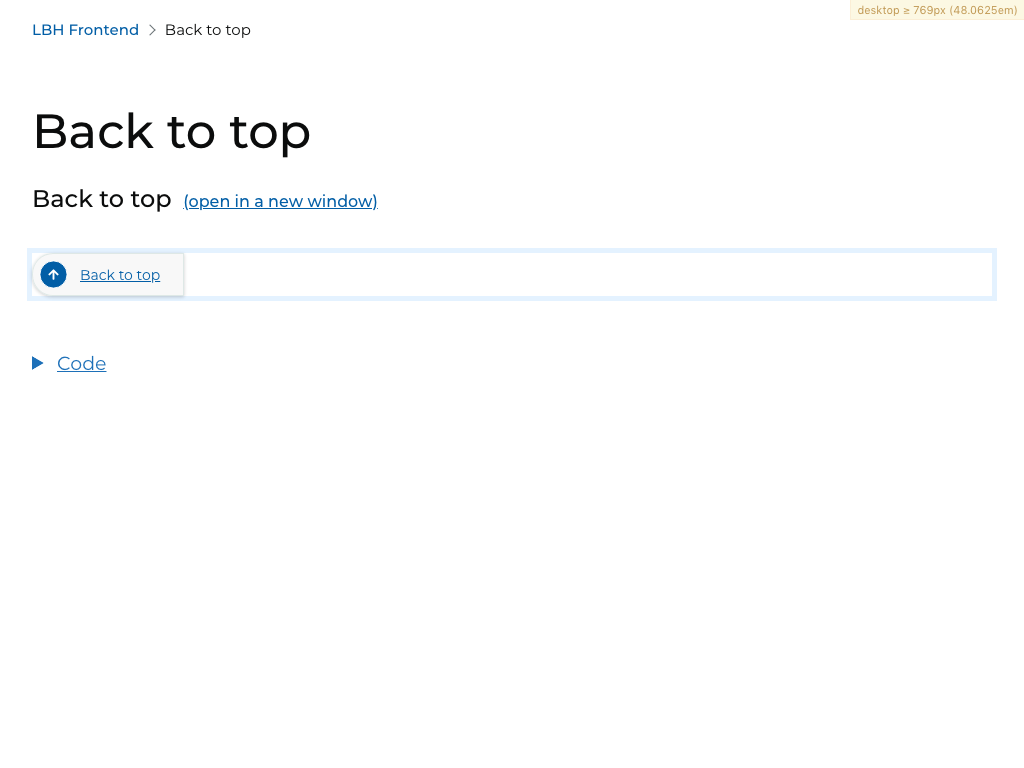 desktop ≥ 769px (48.0625em)
LBH Frontend Back to top
Back to top
Back to top (open in a new window)
Back to top
Code